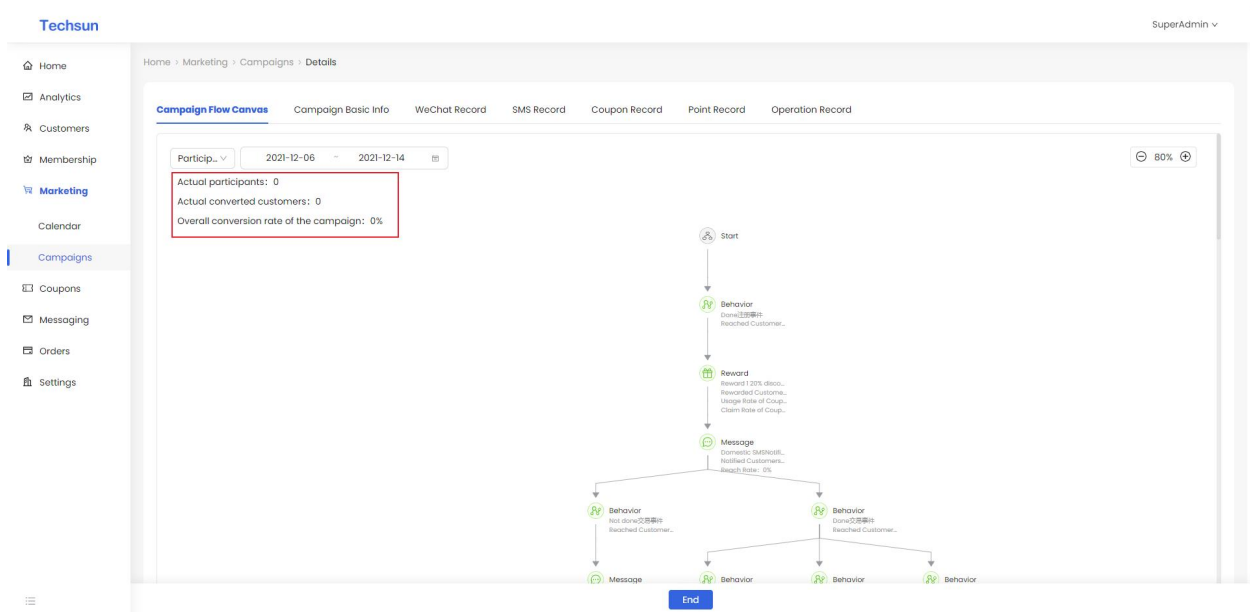 Techsun
SuperAdmin
Home
Analytics
Customers
Membership
Marketing
Calendar
Campaigns
Coupons
Messaging
Orders
Settings
Home > Marketing > Campaigns > Details
Campaign Flow Canvas Campaign Basic Info WeChat Record SMS Record Coupon Record Point Record Operation Record
Particip... 2021-12-06 ~ 2021-12-14
80%
Actual participants: 0
Actual converted customers: 0
Overall conversion rate of the campaign: 0%
Start
Behavior
Done注册事件
Reached Customer...
Reward
Reward 1 20% disco...
Rewarded Custome...
Usage Rate of Coup...
Claim Rate of Coup...
Message
Domestic SMSNotifi...
Notified Customers...
Reach Rate: 0%
Behavior
Not done交易事件
Reached Customer...
Behavior
Done交易事件
Reached Customer...
Message
Behavior
Behavior
Behavior
End